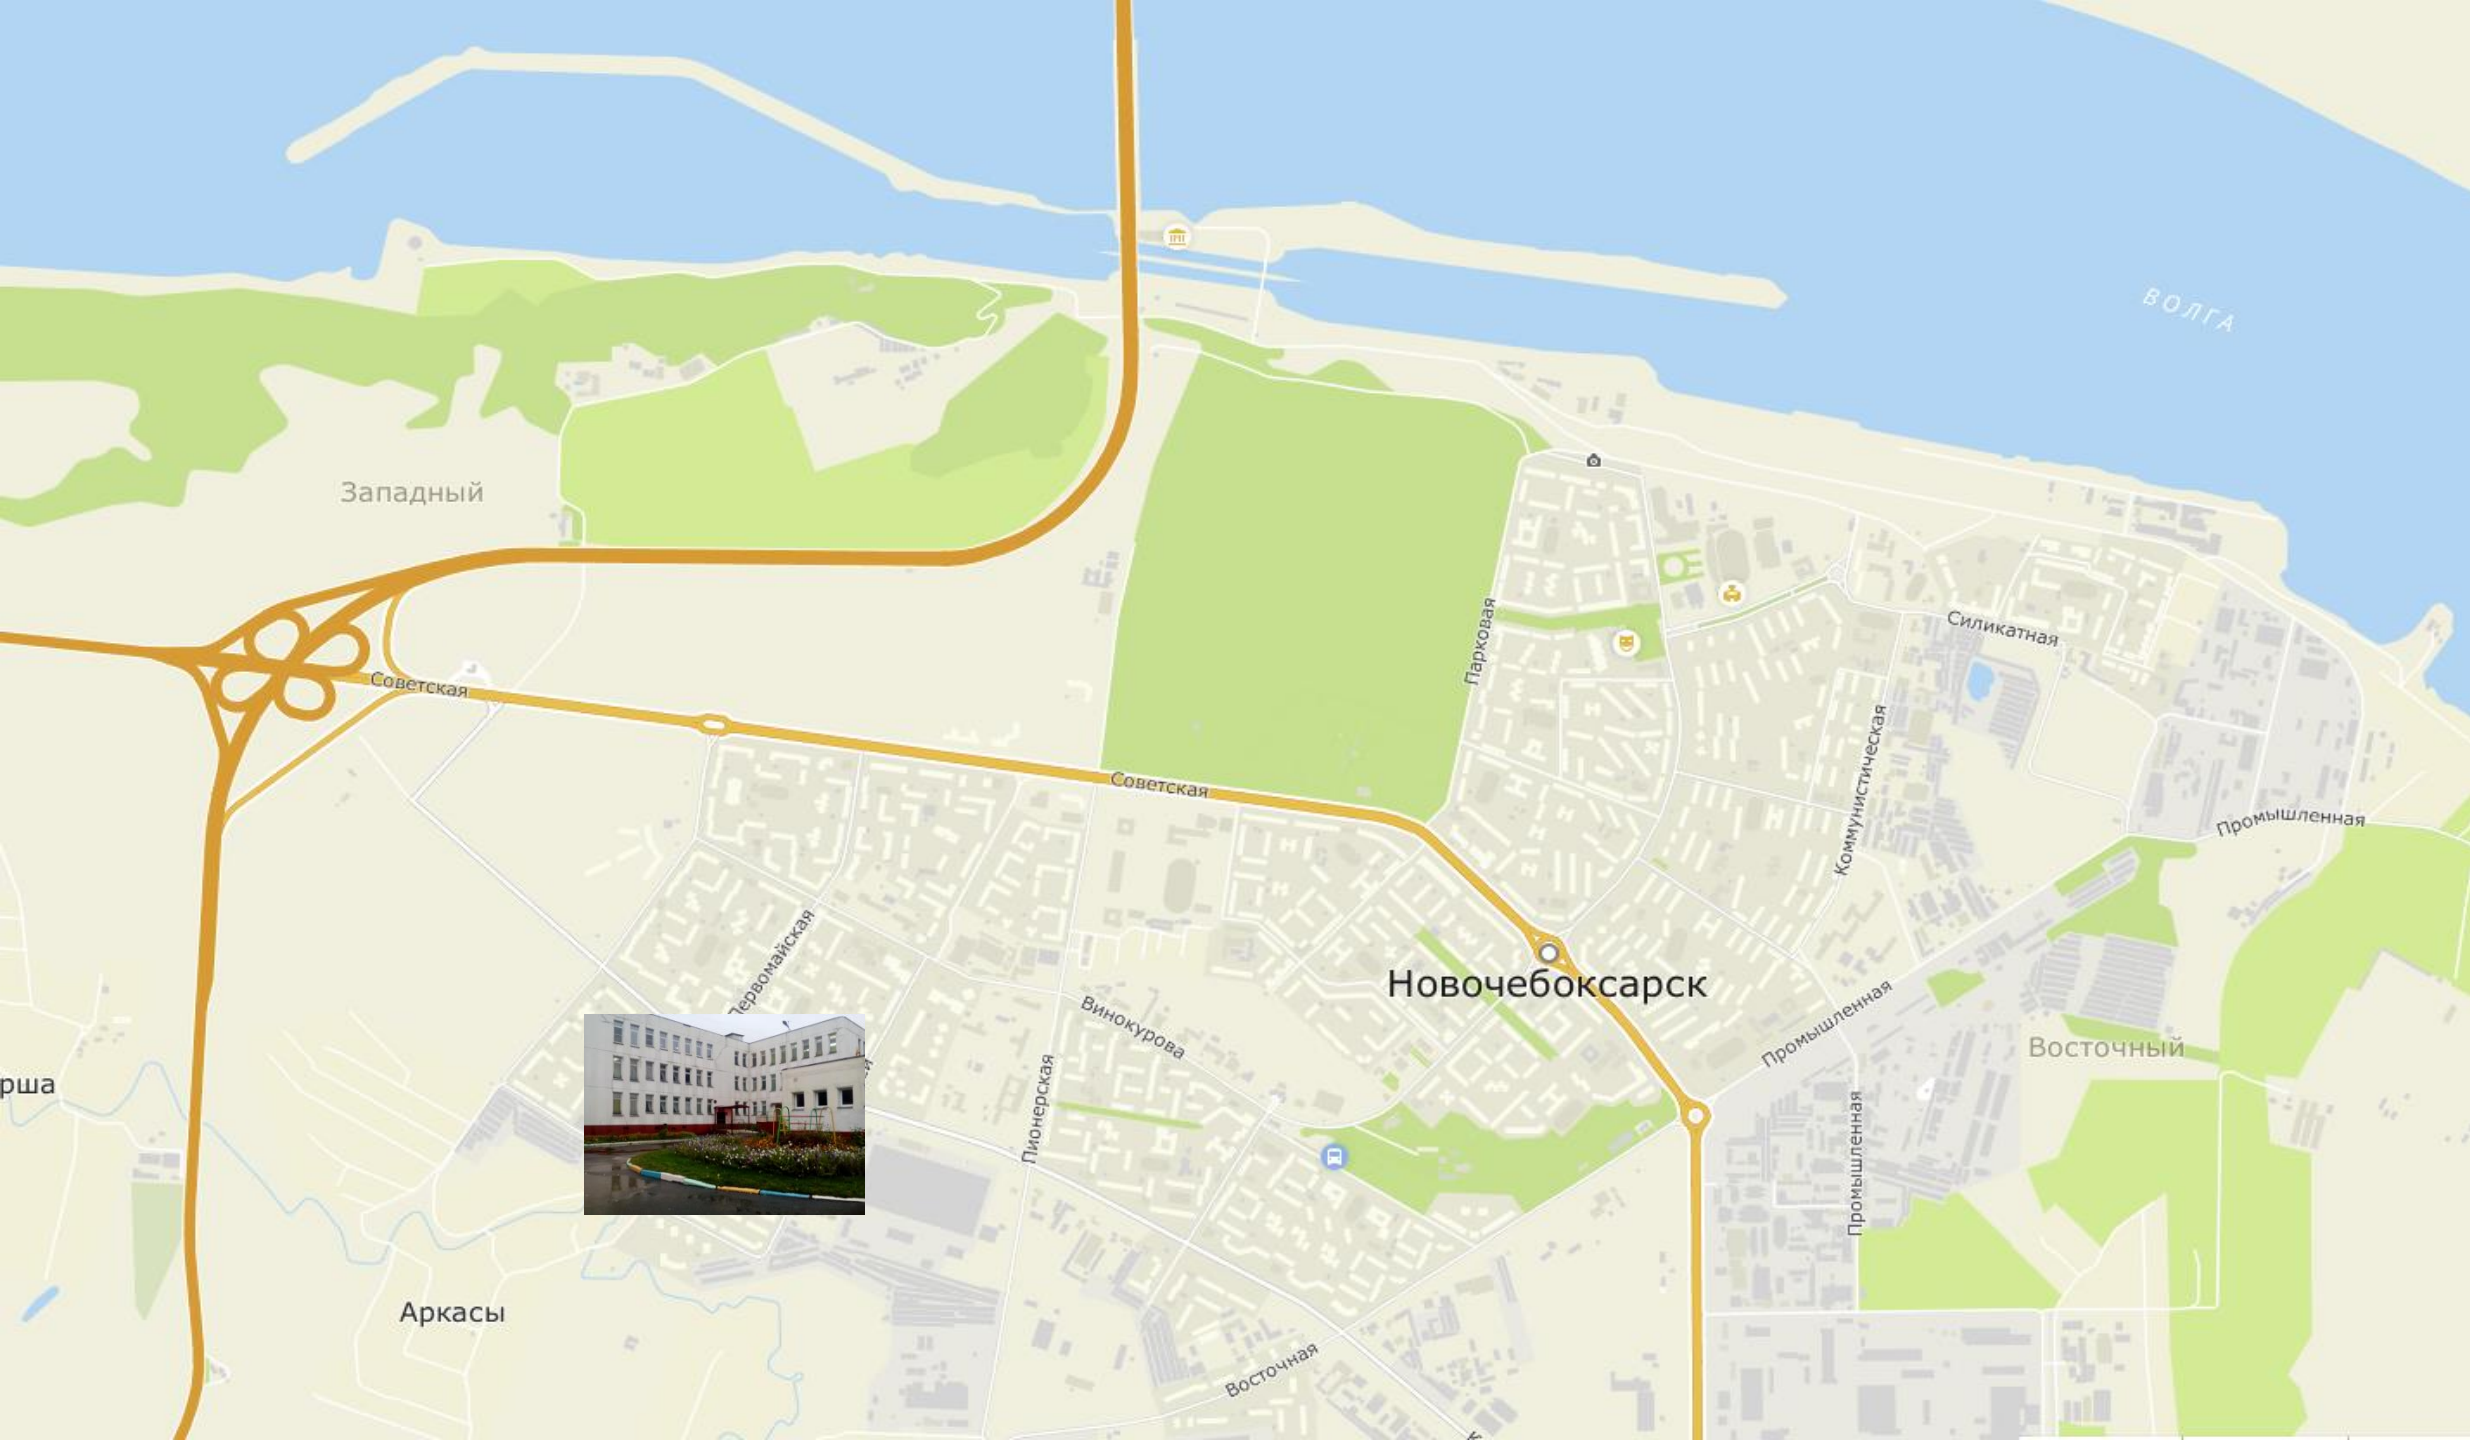 ВОЛГА
Западный
Парковая
Силикатная
Советская
Советская
Коммунистическая
Промышленная
Первомайская
Новочебоксарск
Винокурова
Промышленная
Восточный
рша
Пионерская
Промышленная
Аркасы
Восточная